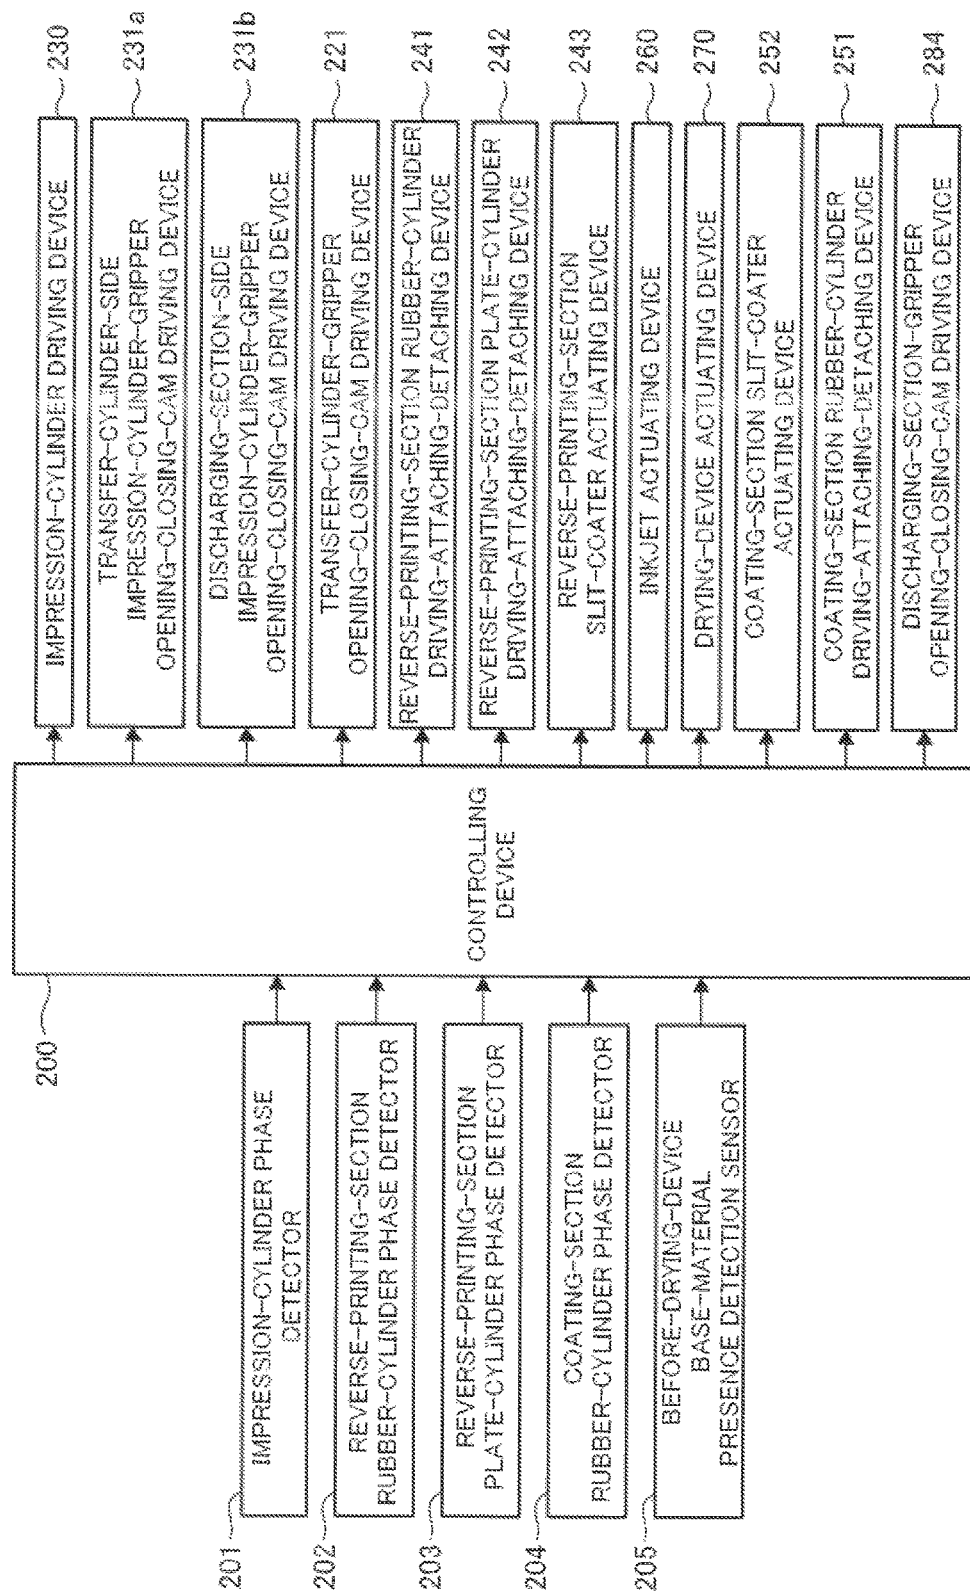 200
201
IMPRESSION-CYLINDER PHASE
DETECTOR
202
REVERSE-PRINTING-SECTION
RUBBER-CYLINDER PHASE DETECTOR
203
REVERSE-PRINTING-SECTION
PLATE-CYLINDER PHASE DETECTOR
204
COATING-SECTION
RUBBER-CYLINDER PHASE DETECTOR
205
BEFORE-DRYING-DEVICE
BASE-MATERIAL
PRESENCE DETECTION SENSOR
CONTROLLING
DEVICE
IMPRESSION-CYLINDER DRIVING DEVICE
230
TRANSFER-CYLINDER-SIDE
IMPRESSION-CYLINDER-GRIPPER
OPENING-CLOSING-CAM DRIVING DEVICE
231a
DISCHARGING-SECTION-SIDE
IMPRESSION-CYLINDER-GRIPPER
OPENING-CLOSING-CAM DRIVING DEVICE
231b
TRANSFER-CYLINDER-GRIPPER
OPENING-CLOSING-CAM DRIVING DEVICE
221
REVERSE-PRINTING-SECTION RUBBER-CYLINDER
DRIVING-ATTACHING-DETACHING DEVICE
241
REVERSE-PRINTING-SECTION PLATE-CYLINDER
DRIVING-ATTACHING-DETACHING DEVICE
242
REVERSE-PRINTING-SECTION
SLIT-COATER ACTUATING DEVICE
243
INKJET ACTUATING DEVICE
260
DRYING-DEVICE ACTUATING DEVICE
270
COATING-SECTION SLIT-COATER
ACTUATING DEVICE
252
COATING-SECTION RUBBER-CYLINDER
DRIVING-ATTACHING-DETACHING DEVICE
251
DISCHARGING-SECTION-GRIPPER
OPENING-CLOSING-CAM DRIVING DEVICE
284